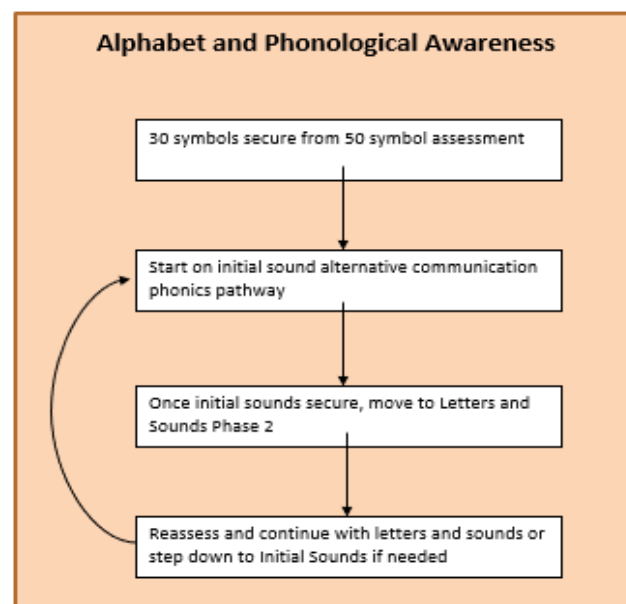 Alphabet and Phonological Awareness
30 symbols secure from 50 symbol assessment
Start on initial sound alternative communication
phonics pathway
Once initial sounds secure, move to Letters and
Sounds Phase 2
Reassess and continue with letters and sounds or
step down to Initial Sounds if needed